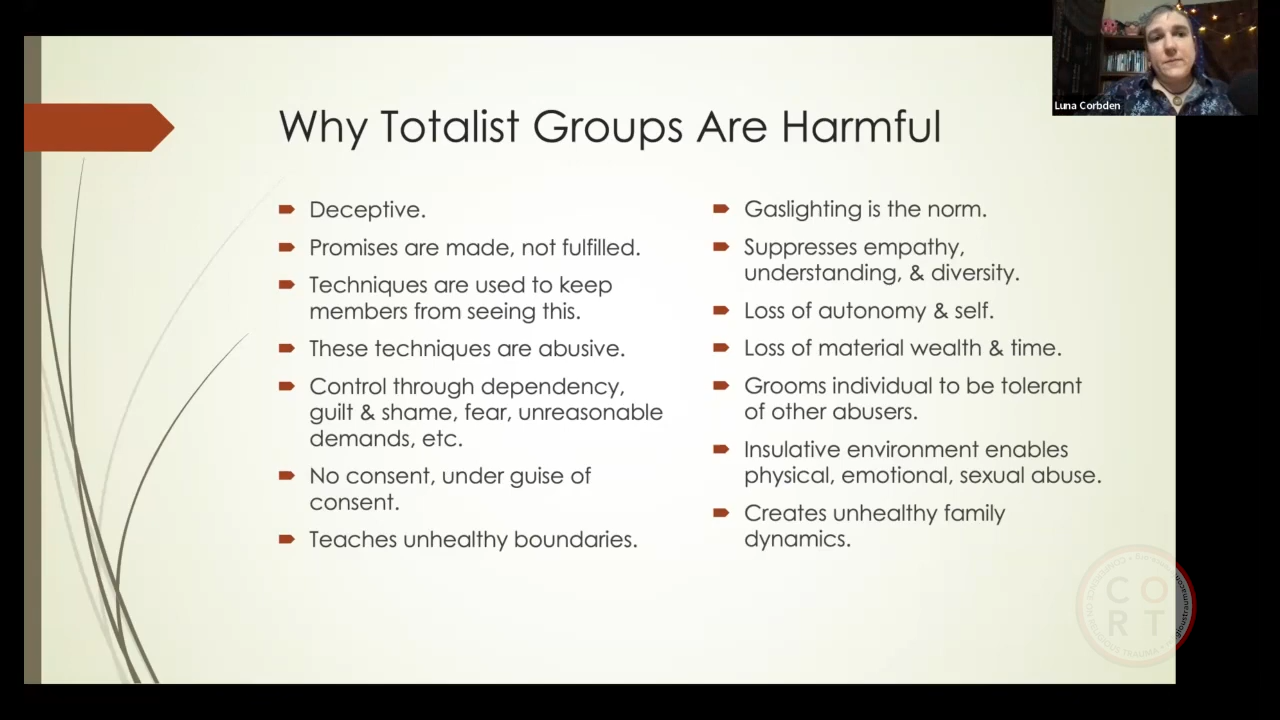 Luna Corbden
Why Totalist Groups Are Harmful
Deceptive.
Promises are made, not fulfilled.
Techniques are used to keep
members from seeing this.
These techniques are abusive.
Control through dependency,
guilt & shame, fear, unreasonable
demands, etc.
No consent, under guise of
consent.
Teaches unhealthy boundaries.
Gaslighting is the norm.
Suppresses empathy,
understanding, & diversity.
Loss of autonomy & self.
Loss of material wealth & time.
Grooms individual to be tolerant
of other abusers.
Insulative environment enables
physical, emotional, sexual abuse.
Creates unhealthy family
dynamics.
CO
RT